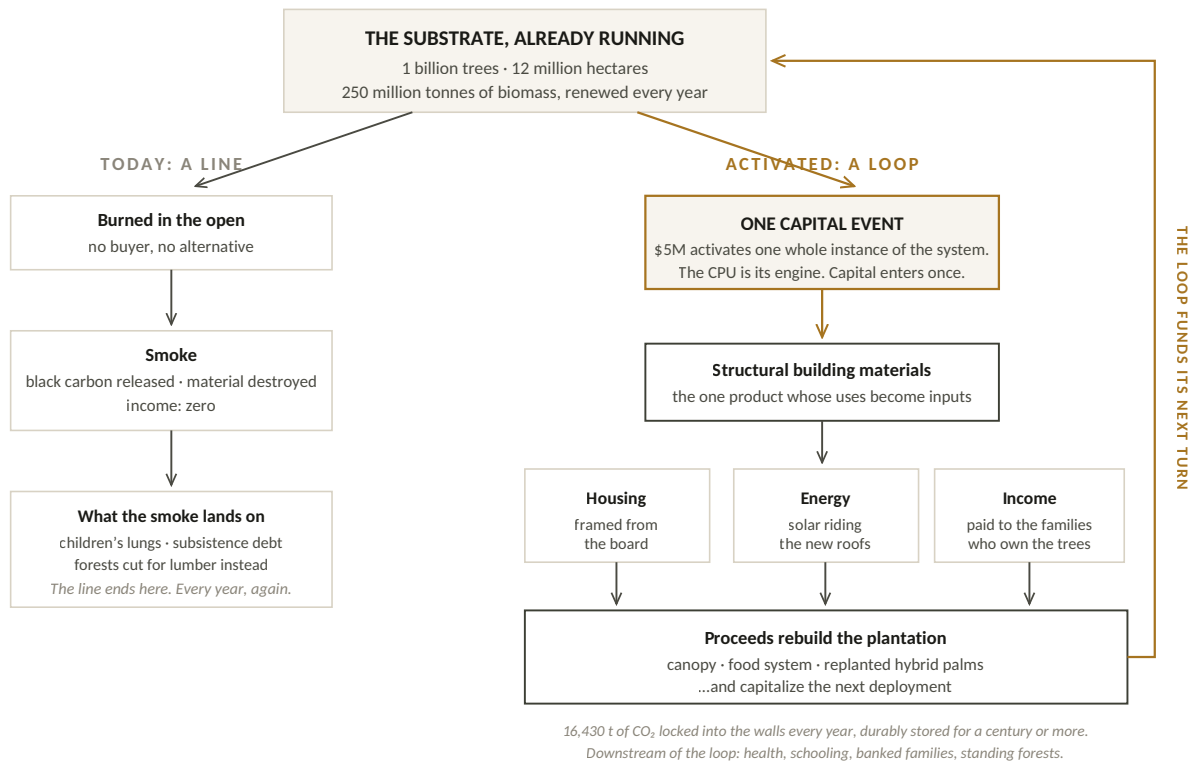 THE SUBSTRATE, ALREADY RUNNING
1 billion trees · 12 million hectares
250 million tonnes of biomass, renewed every year
TODAY: A LINE
Burned in the open
no buyer, no alternative
Smoke
black carbon released · material destroyed
income: zero
What the smoke lands on
children’s lungs · subsistence debt
forests cut for lumber instead
The line ends here. Every year, again.
ACTIVATED: A LOOP
ONE CAPITAL EVENT
$5M activates one whole instance of the system.
The CPU is its engine. Capital enters once.
Structural building materials
the one product whose uses become inputs
Housing
framed from
the board
Energy
solar riding
the new roofs
Income
paid to the families
who own the trees
Proceeds rebuild the plantation
canopy · food system · replanted hybrid palms
...and capitalize the next deployment
THE LOOP FUNDS ITS NEXT TURN
16,430 t of CO₂ locked into the walls every year, durably stored for a century or more.
Downstream of the loop: health, schooling, banked families, standing forests.